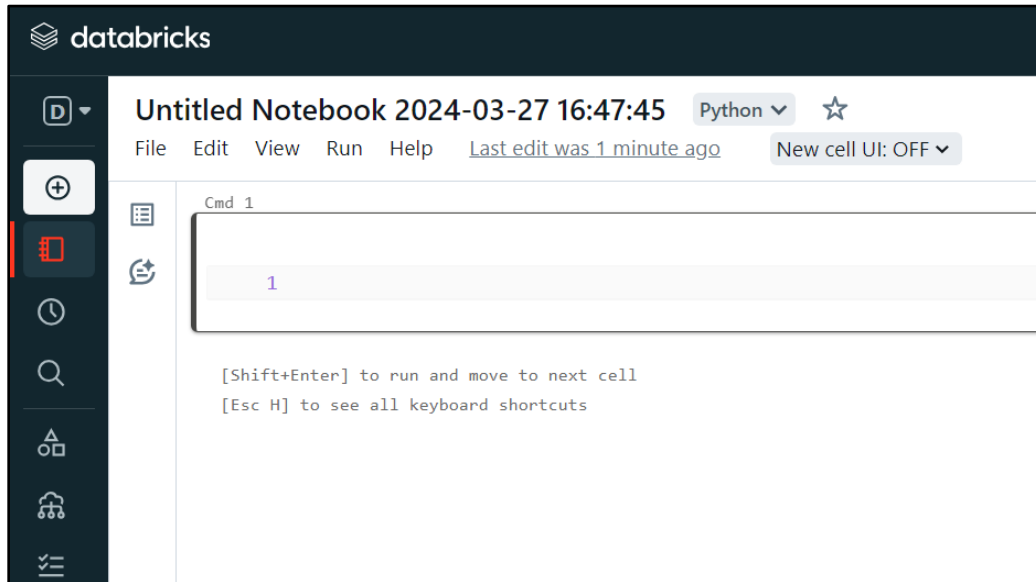 databricks
D
Untitled Notebook 2024-03-27 16:47:45 Python
File Edit View Run Help Last edit was 1 minute ago New cell UI: OFF
Cmd 1
1
[Shift+Enter] to run and move to next cell
[Esc H] to see all keyboard shortcuts